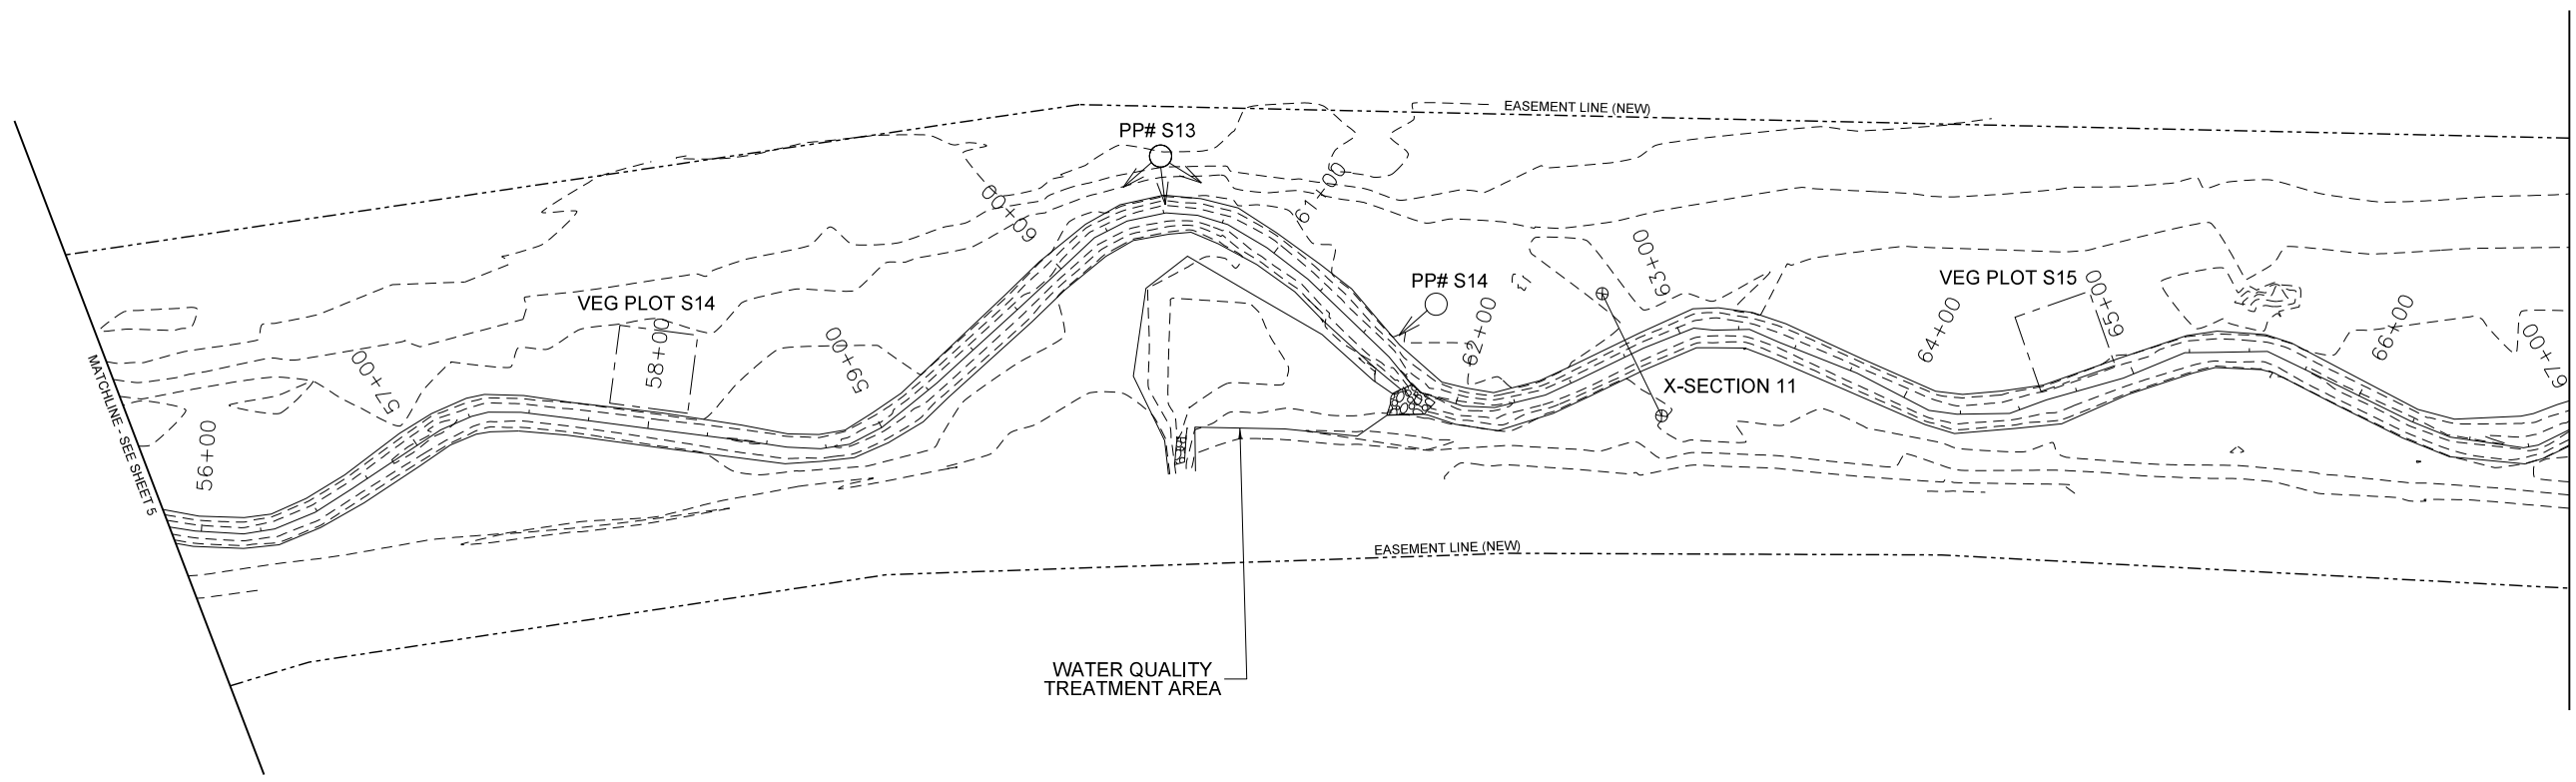 EASEMENT LINE (NEW)
PP# S13
60+00
61+00
63+00
PP# S14
VEG PLOT S15
65+00
VEG PLOT S14
58+00
59+00
62+00
64+00
66+00
67+00
57+00
MATCHLINE - SEE SHEET 5
X-SECTION 11
56+00
EASEMENT LINE (NEW)
WATER QUALITY
TREATMENT AREA